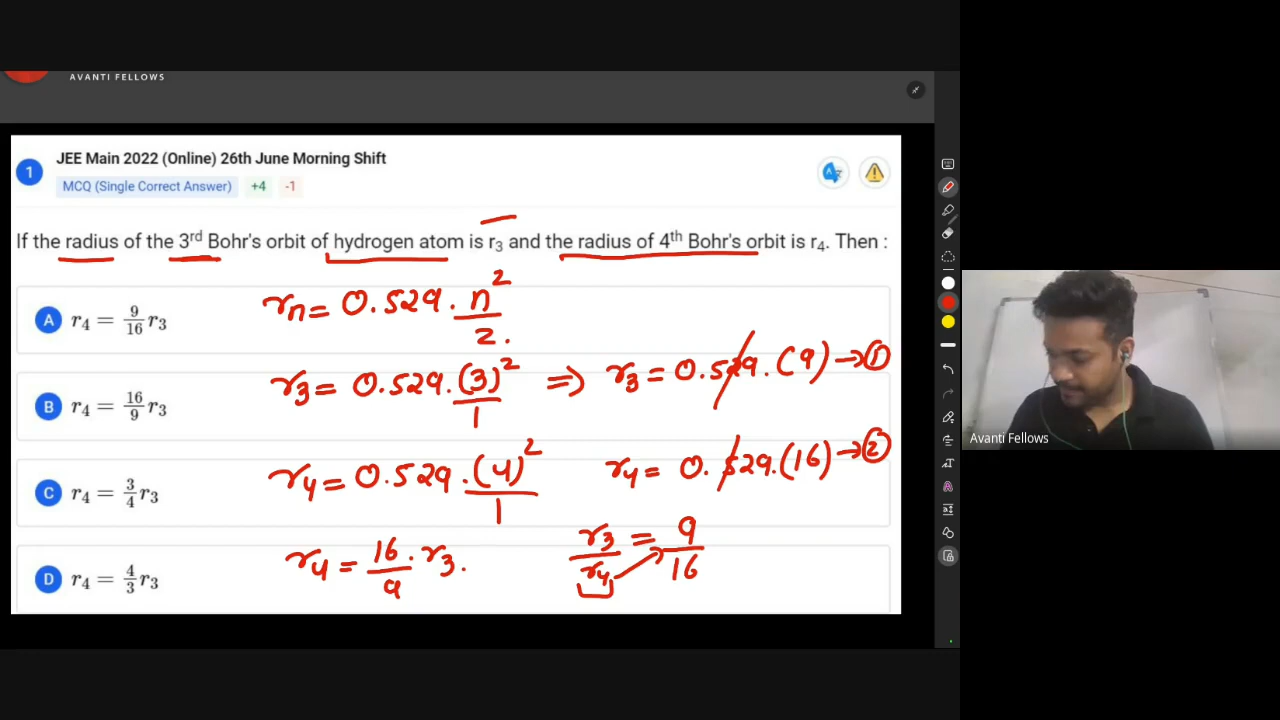 AVANTI FELLOWS
1
JEE Main 2022 (Online) 26th June Morning Shift
MCQ (Single Correct Answer) +4 -1
If the radius of the 3rd Bohr's orbit of hydrogen atom is r3 and the radius of 4th Bohr's orbit is r4. Then :
A r4 = 9/16 r3
B r4 = 16/9 r3
C r4 = 3/4 r3
D r4 = 4/3 r3
rn = 0.529 . n²/z.
r3 = 0.529 . (3)²/1 ⇒ r3 = 0.529 . (9) → ①
r4 = 0.529 . (4)²/1
r4 = 0.529 . (16) → ②
r3/r4 = 9/16
r4 = 16/9 . r3.
Avanti Fellows